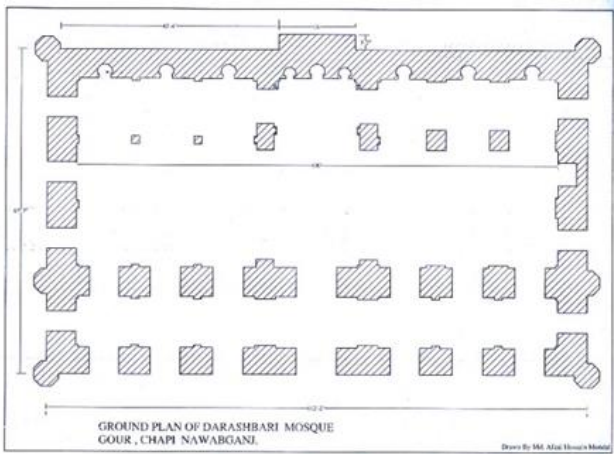 GROUND PLAN OF DARASHBARI MOSQUE
GOUR , CHAPI NAWABGANJ.
Drawn By Md. Afzal Hossain Mondal